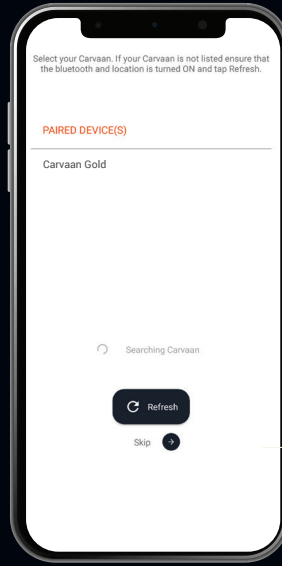 Select your Carvaan. If your Carvaan is not listed ensure that
the bluetooth and location is turned ON and tap Refresh.
PAIRED DEVICE(S)
Carvaan Gold
Searching Carvaan
Refresh
Skip